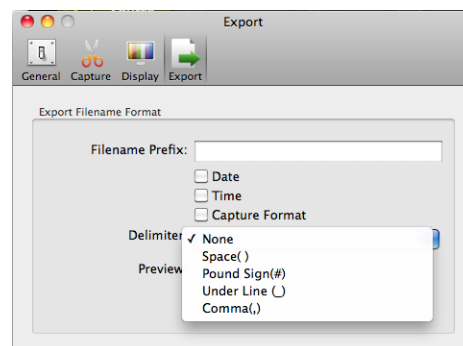 Export
General Capture Display Export
Export Filename Format
Filename Prefix:
Date
Time
Capture Format
Delimiter
✓ None
Space( )
Pound Sign(#)
Under Line (_)
Comma(,)
Preview